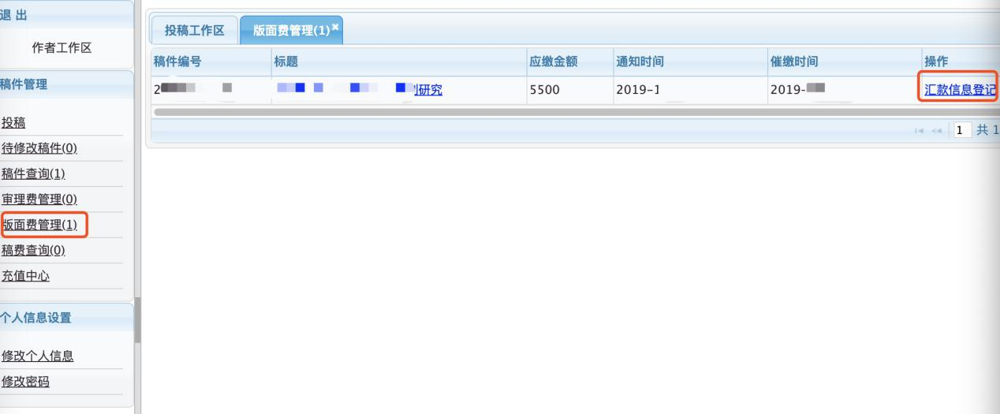 退 出
作者工作区
稿件管理
投稿
待修改稿件(0)
稿件查询(1)
审理费管理(0)
版面费管理(1)
稿费查询(0)
充值中心
个人信息设置
修改个人信息
修改密码
投稿工作区 版面费管理(1)
稿件编号 标题 应缴金额 通知时间 催缴时间 操作
2 研究 5500 2019-1 2019- 汇款信息登记
1 共 1